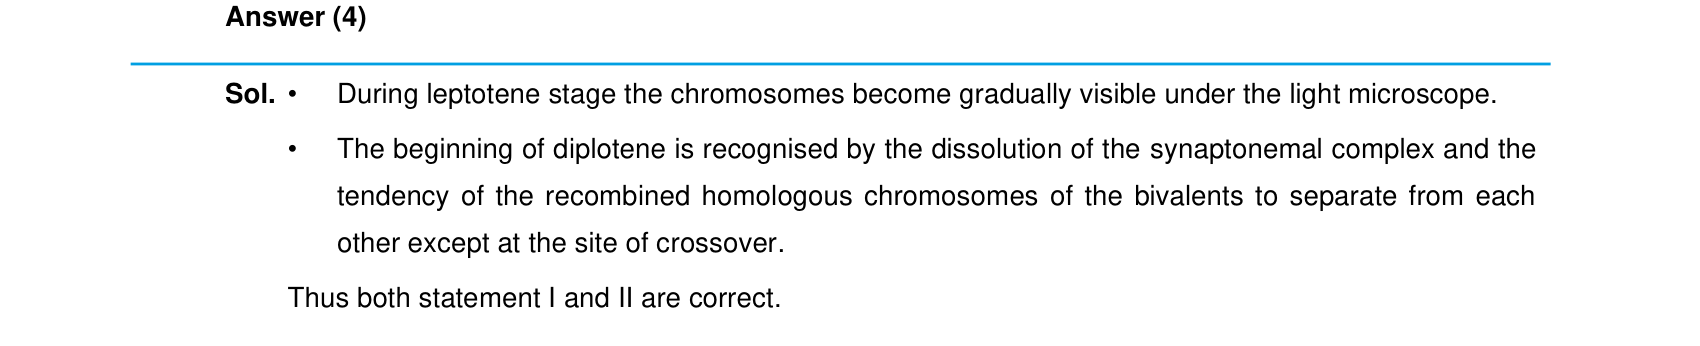 Answer (4)
Sol. • During leptotene stage the chromosomes become gradually visible under the light microscope.
• The beginning of diplotene is recognised by the dissolution of the synaptonemal complex and the
tendency of the recombined homologous chromosomes of the bivalents to separate from each
other except at the site of crossover.
Thus both statement I and II are correct.